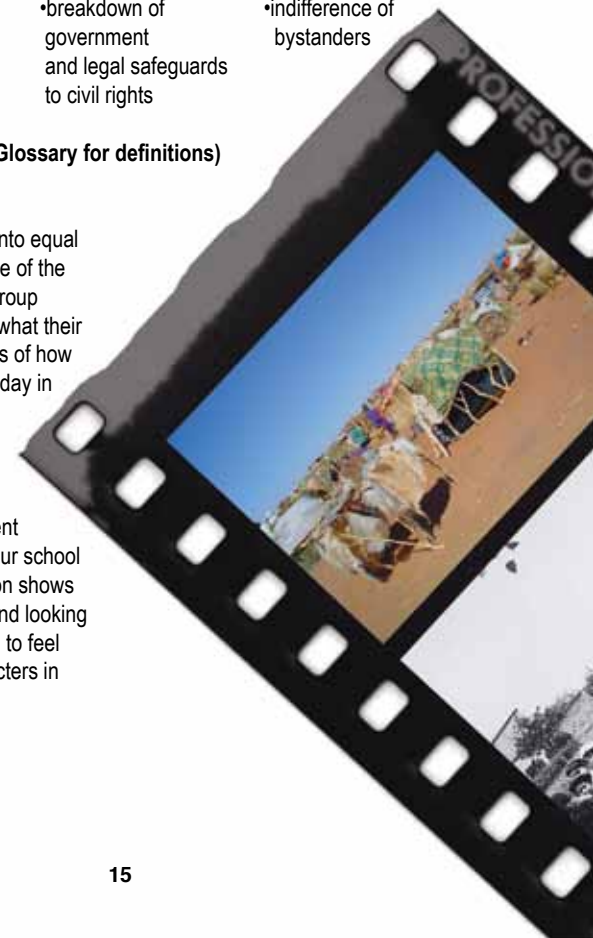 •breakdown of
government
and legal safeguards
to civil rights
•indifference of
bystanders
Glossary for definitions)
nto equal
e of the
roup
what their
s of how
day in
ent
ur school
on shows
nd looking
to feel
cters in
PROFESSIO
15